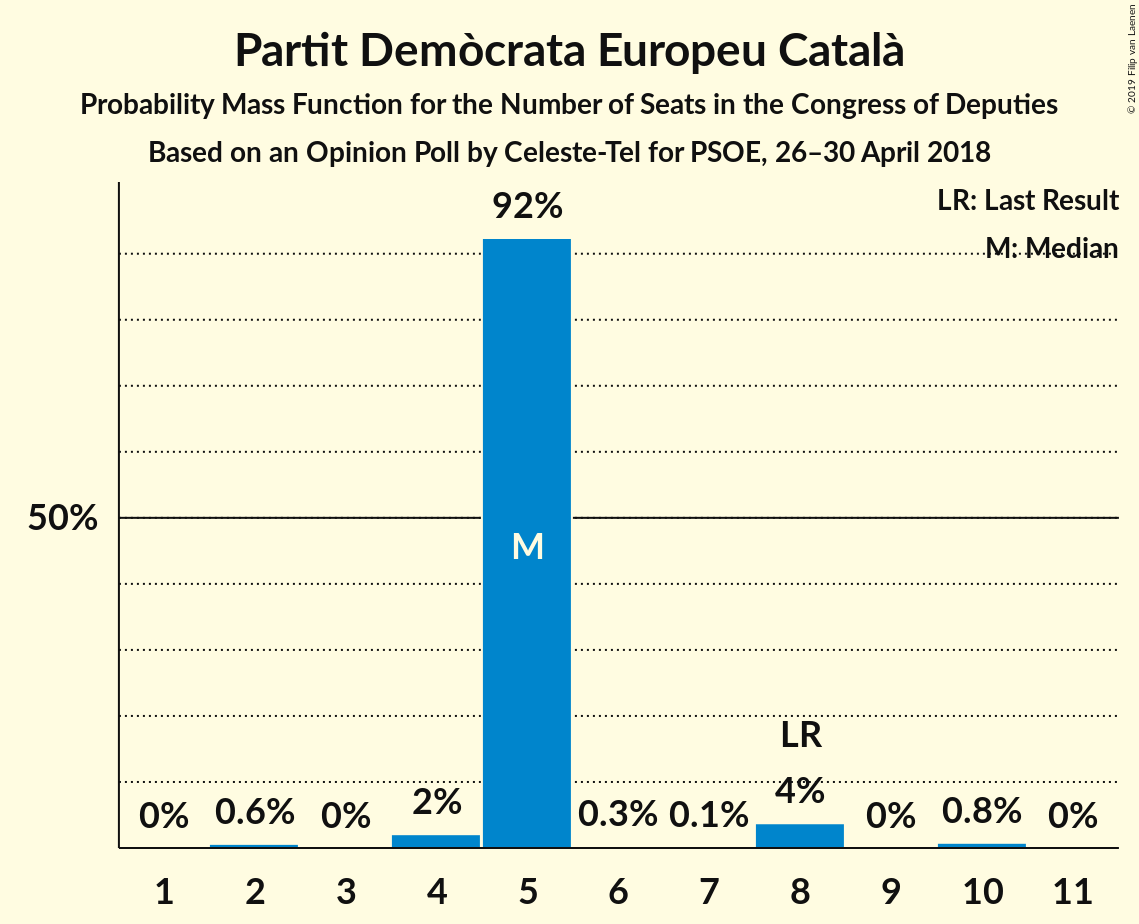 Partit Demòcrata Europeu Català
Probability Mass Function for the Number of Seats in the Congress of Deputies
Based on an Opinion Poll by Celeste-Tel for PSOE, 26–30 April 2018
© 2019 Filip van Laenen
LR: Last Result
M: Median
92%
50%
M
LR
0% 0.6% 0% 2% 0.3% 0.1% 4% 0% 0.8% 0%
1 2 3 4 5 6 7 8 9 10 11